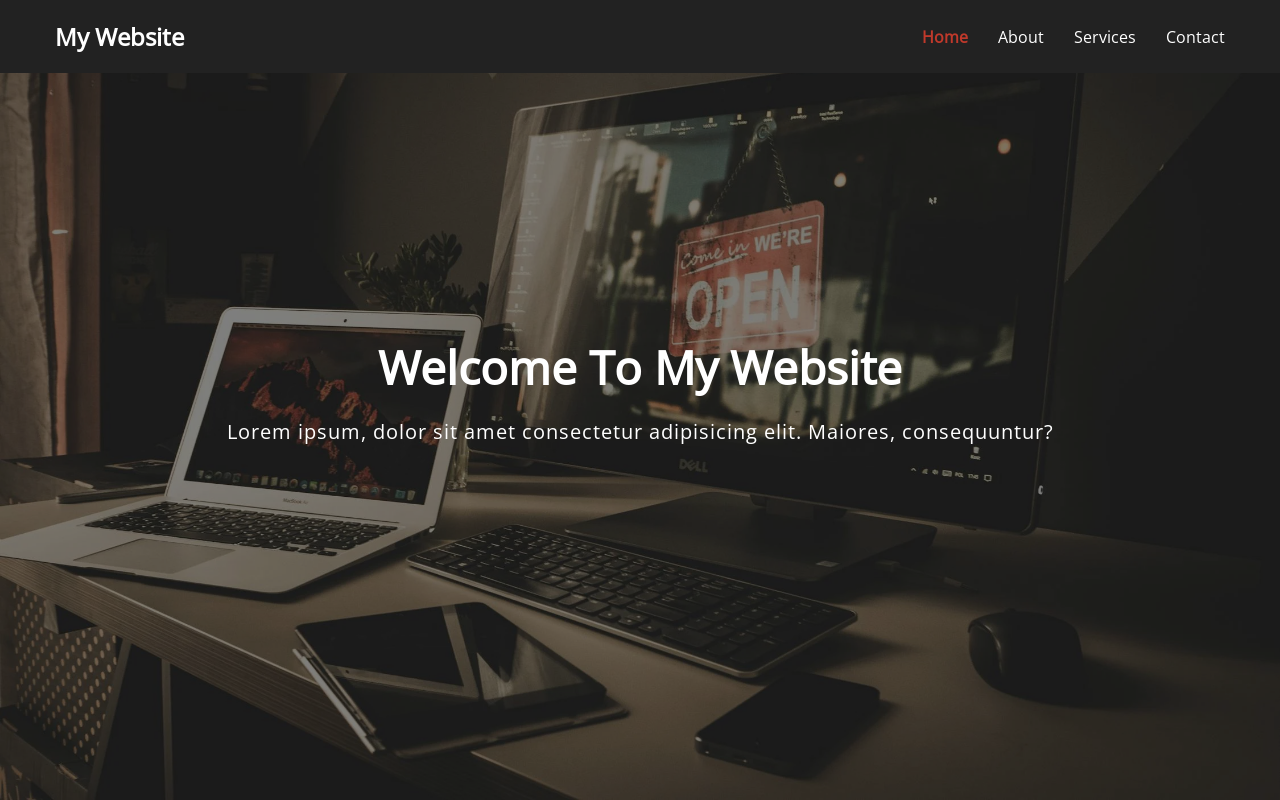 My Website
Home About Services Contact
Come in WE'RE
OPEN
Welcome To My Website
Lorem ipsum, dolor sit amet consectetur adipisicing elit. Maiores, consequuntur?
DELL